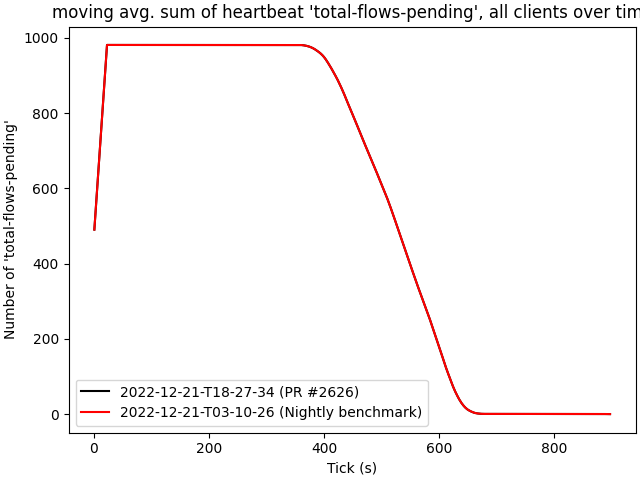 moving avg. sum of heartbeat 'total-flows-pending', all clients over tim
Number of 'total-flows-pending'
1000
800
600
400
200
0
2022-12-21-T18-27-34 (PR #2626)
2022-12-21-T03-10-26 (Nightly benchmark)
0 200 400 600 800
Tick (s)